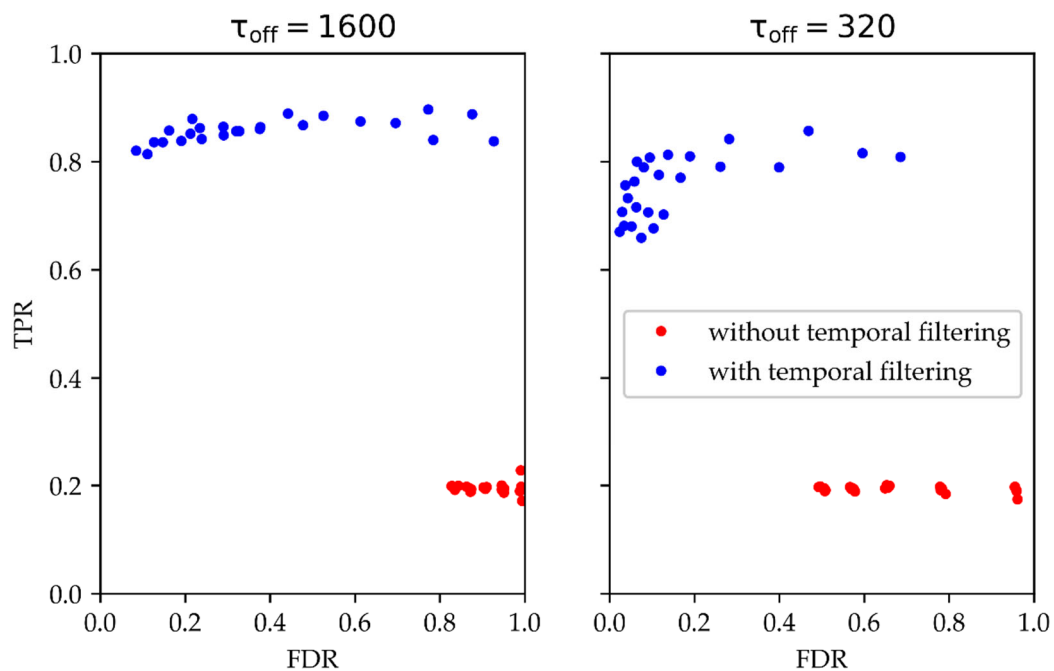 τoff = 1600
τoff = 320
1.0
0.8
0.6
0.4
0.2
0.0
TPR
without temporal filtering
with temporal filtering
0.0 0.2 0.4 0.6 0.8 1.0
0.0 0.2 0.4 0.6 0.8 1.0
FDR
FDR